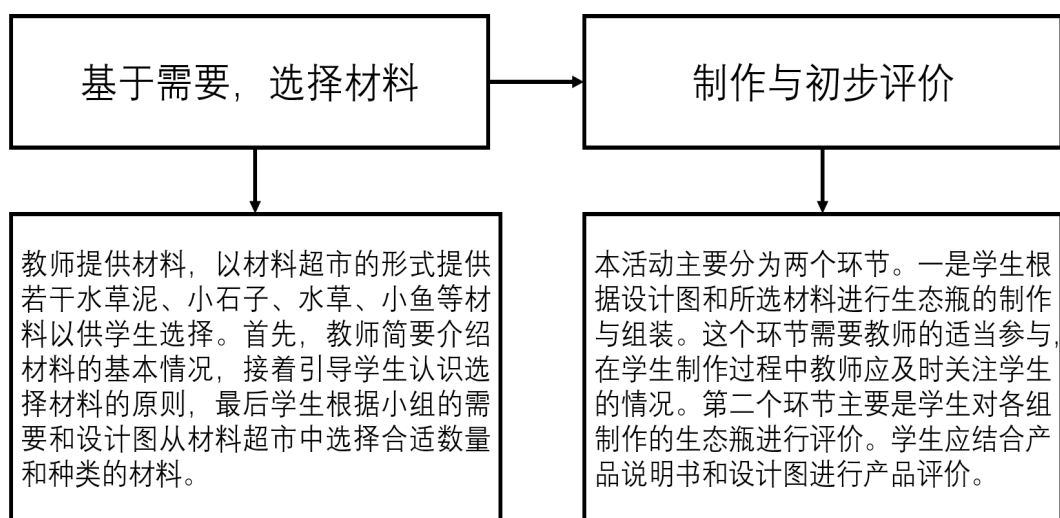 基于需要，选择材料
制作与初步评价
教师提供材料，以材料超市的形式提供
若干水草泥、小石子、水草、小鱼等材
料以供学生选择。首先，教师简要介绍
材料的基本情况，接着引导学生认识选
择材料的原则，最后学生根据小组的需
要和设计图从材料超市中选择合适数量
和种类的材料。
本活动主要分为两个环节。一是学生根
据设计图和所选材料进行生态瓶的制作
与组装。这个环节需要教师的适当参与，
在学生制作过程中教师应及时关注学生
的情况。第二个环节主要是学生对各组
制作的生态瓶进行评价。学生应结合产
品说明书和设计图进行产品评价。